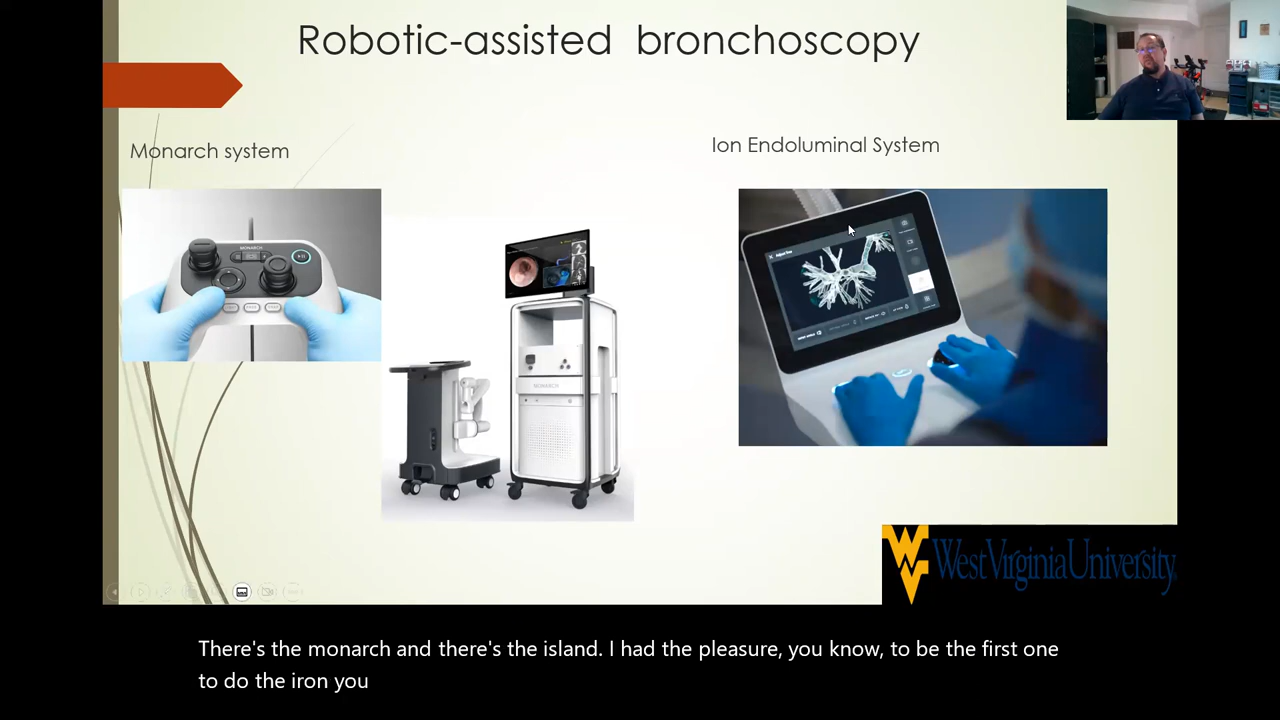 Robotic-assisted bronchoscopy
Monarch system
Ion Endoluminal System
MONARCH
MONARCH
West Virginia University
There's the monarch and there's the island. I had the pleasure, you know, to be the first one
to do the iron you